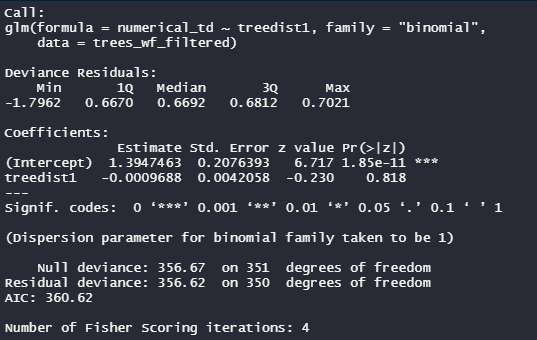 Call:
glm(formula = numerical_td ~ treedist1, family = "binomial",
    data = trees_wf_filtered)
Deviance Residuals:
    Min      1Q  Median      3Q     Max
-1.7962  0.6670  0.6692  0.6812  0.7021
Coefficients:
              Estimate Std. Error z value Pr(>|z|)
(Intercept)  1.3947463  0.2076393   6.717 1.85e-11 ***
treedist1   -0.0009688  0.0042058  -0.230    0.818
---
Signif. codes:  0 ‘***’ 0.001 ‘**’ 0.01 ‘*’ 0.05 ‘.’ 0.1 ‘ ’ 1
(Dispersion parameter for binomial family taken to be 1)
    Null deviance: 356.67  on 351  degrees of freedom
Residual deviance: 356.62  on 350  degrees of freedom
AIC: 360.62
Number of Fisher Scoring iterations: 4